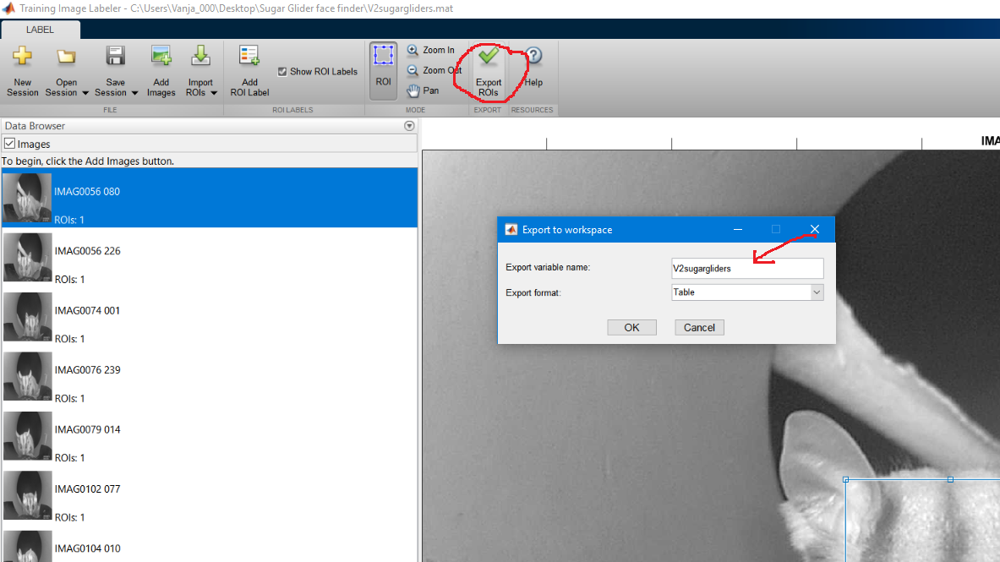 Training Image Labeler - C:\Users\Vanja_000\Desktop\Sugar Glider face finder\V2sugargliders.mat
LABEL
New Session
Open Session
Save Session
Add Images
Import ROIs
FILE
Add ROI Label
Show ROI Labels
ROI LABELS
ROI
Zoom In
Zoom Out
Pan
MODE
Export ROIs
EXPORT
Help
RESOURCES
Data Browser
Images
To begin, click the Add Images button.
IMAG0056 080
ROIs: 1
IMAG0056 226
ROIs: 1
IMAG0074 001
ROIs: 1
IMAG0076 239
ROIs: 1
IMAG0079 014
ROIs: 1
IMAG0102 077
ROIs: 1
IMAG0104 010
IMA
Export to workspace
Export variable name: V2sugargliders
Export format: Table
OK Cancel